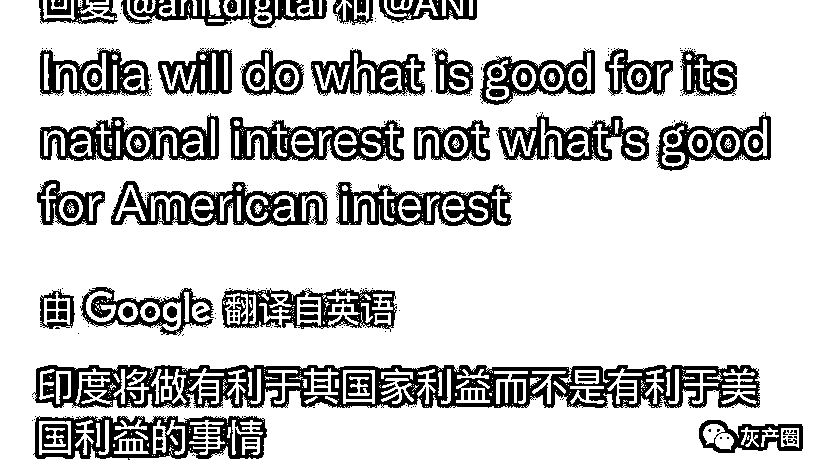 回复 @ani_digital 和 @ANI
India will do what is good for its
national interest not what's good
for American interest
由 Google 翻译自英语
印度将做有利于其国家利益而不是有利于美
国利益的事情
灰产圈